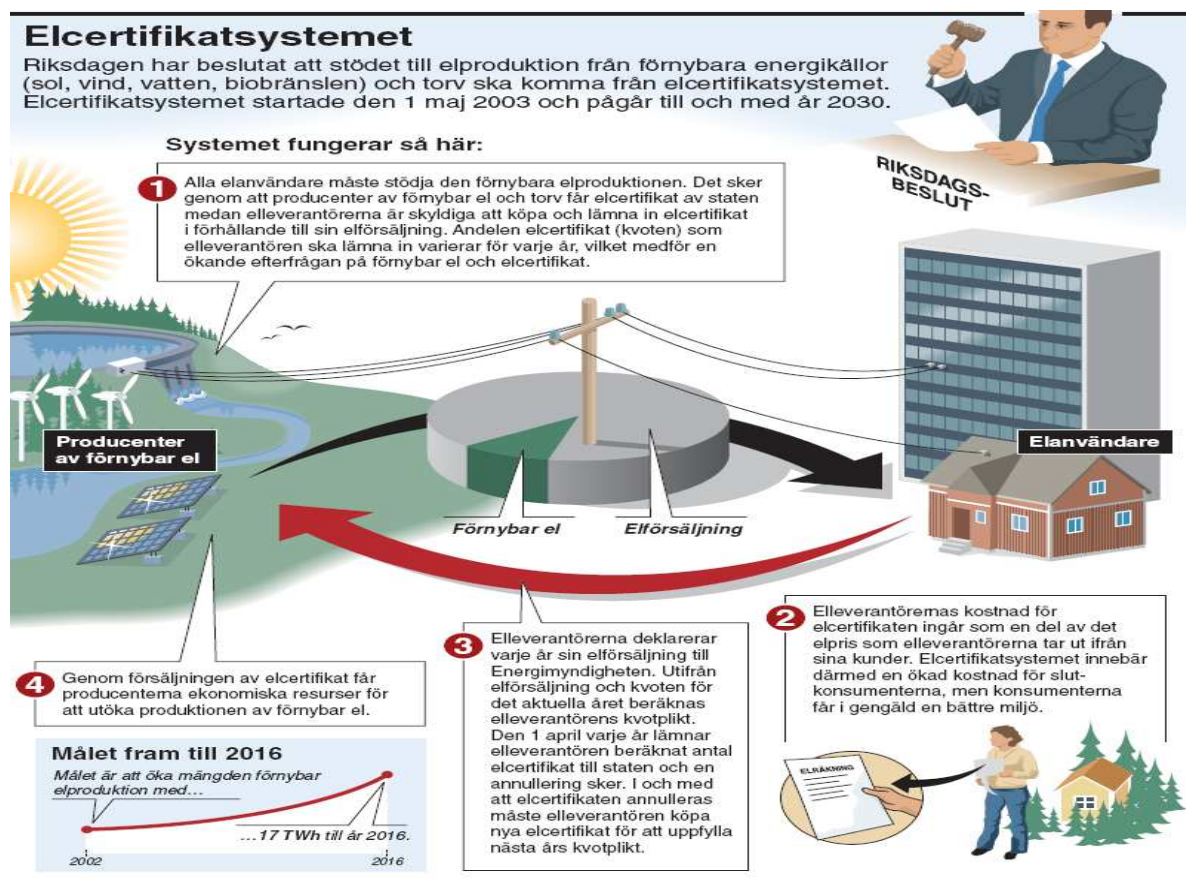 Elcertifikatsystemet
Riksdagen har beslutat att stödet till elproduktion från förnybara energikällor
(sol, vind, vatten, biobränslen) och torv ska komma från elcertifikatsystemet.
Elcertifikatsystemet startade den 1 maj 2003 och pågår till och med år 2030.
RIKSDAGS-
BESLUT
Systemet fungerar så här:
1
Alla elanvändare måste stödja den förnybara elproduktionen. Det sker
genom att producenter av förnybar el och torv får elcertifikat av staten
medan elleverantörerna är skyldiga att köpa och lämna in elcertifikat
i förhållande till sin elförsäljning. Andelen elcertifikat (kvoten) som
elleverantören ska lämna in varierar för varje år, vilket medför en
ökande efterfrågan på förnybar el och elcertifikat.
Producenter
av förnybar el
Elanvändare
Förnybar el
Elförsäljning
2
Elleverantörernas kostnad för
elcertifikaten ingår som en del av det
elpris som elleverantörerna tar ut ifrån
sina kunder. Elcertifikatsystemet innebär
därmed en ökad kostnad för slut-
konsumenterna, men konsumenterna
får i gengäld en bättre miljö.
ELRÄKNING
3
Elleverantörerna deklarerar
varje år sin elförsäljning till
Energimyndigheten. Utifrån
elförsäljning och kvoten för
det aktuella året beräknas
elleverantörens kvotplikt.
Den 1 april varje år lämnar
elleverantören beräknat antal
elcertifikat till staten och en
annullering sker. I och med
att elcertifikaten annulleras
måste elleverantören köpa
nya elcertifikat för att uppfylla
nästa års kvotplikt.
4
Genom försäljningen av elcertifikat får
producenterna ekonomiska resurser för
att utöka produktionen av förnybar el.
Målet fram till 2016
Målet är att öka mängden förnybar
elproduktion med...
...17 TWh till år 2016.
2002
2016